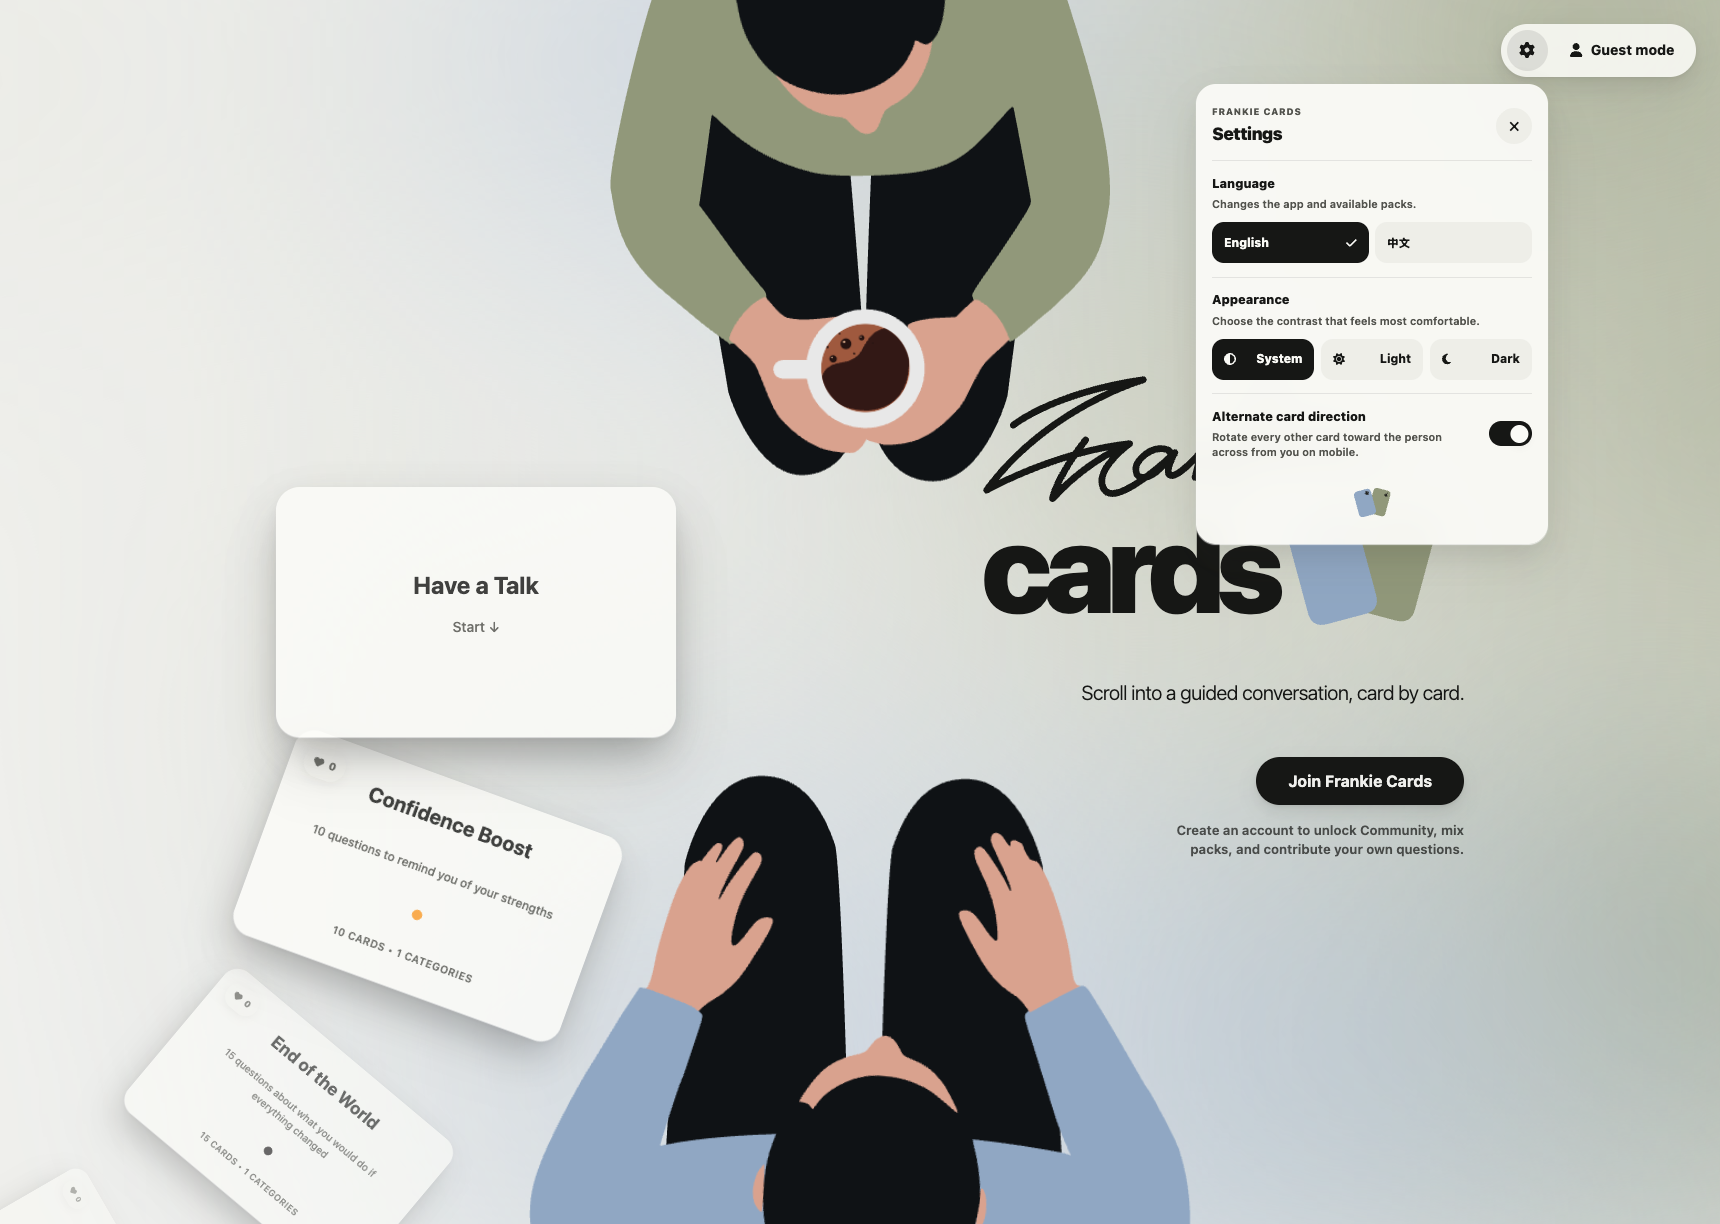 Guest mode
FRANKIE CARDS
Settings
Language
Changes the app and available packs.
English
中文
Appearance
Choose the contrast that feels most comfortable.
System
Light
Dark
Alternate card direction
Rotate every other card toward the person
across from you on mobile.
cards
Scroll into a guided conversation, card by card.
Join Frankie Cards
Create an account to unlock Community, mix
packs, and contribute your own questions.
Have a Talk
Start ↓
0
Confidence Boost
10 questions to remind you of your strengths
10 CARDS • 1 CATEGORIES
0
End of the World
15 questions about what you would do if
everything changed
15 CARDS • 1 CATEGORIES
0